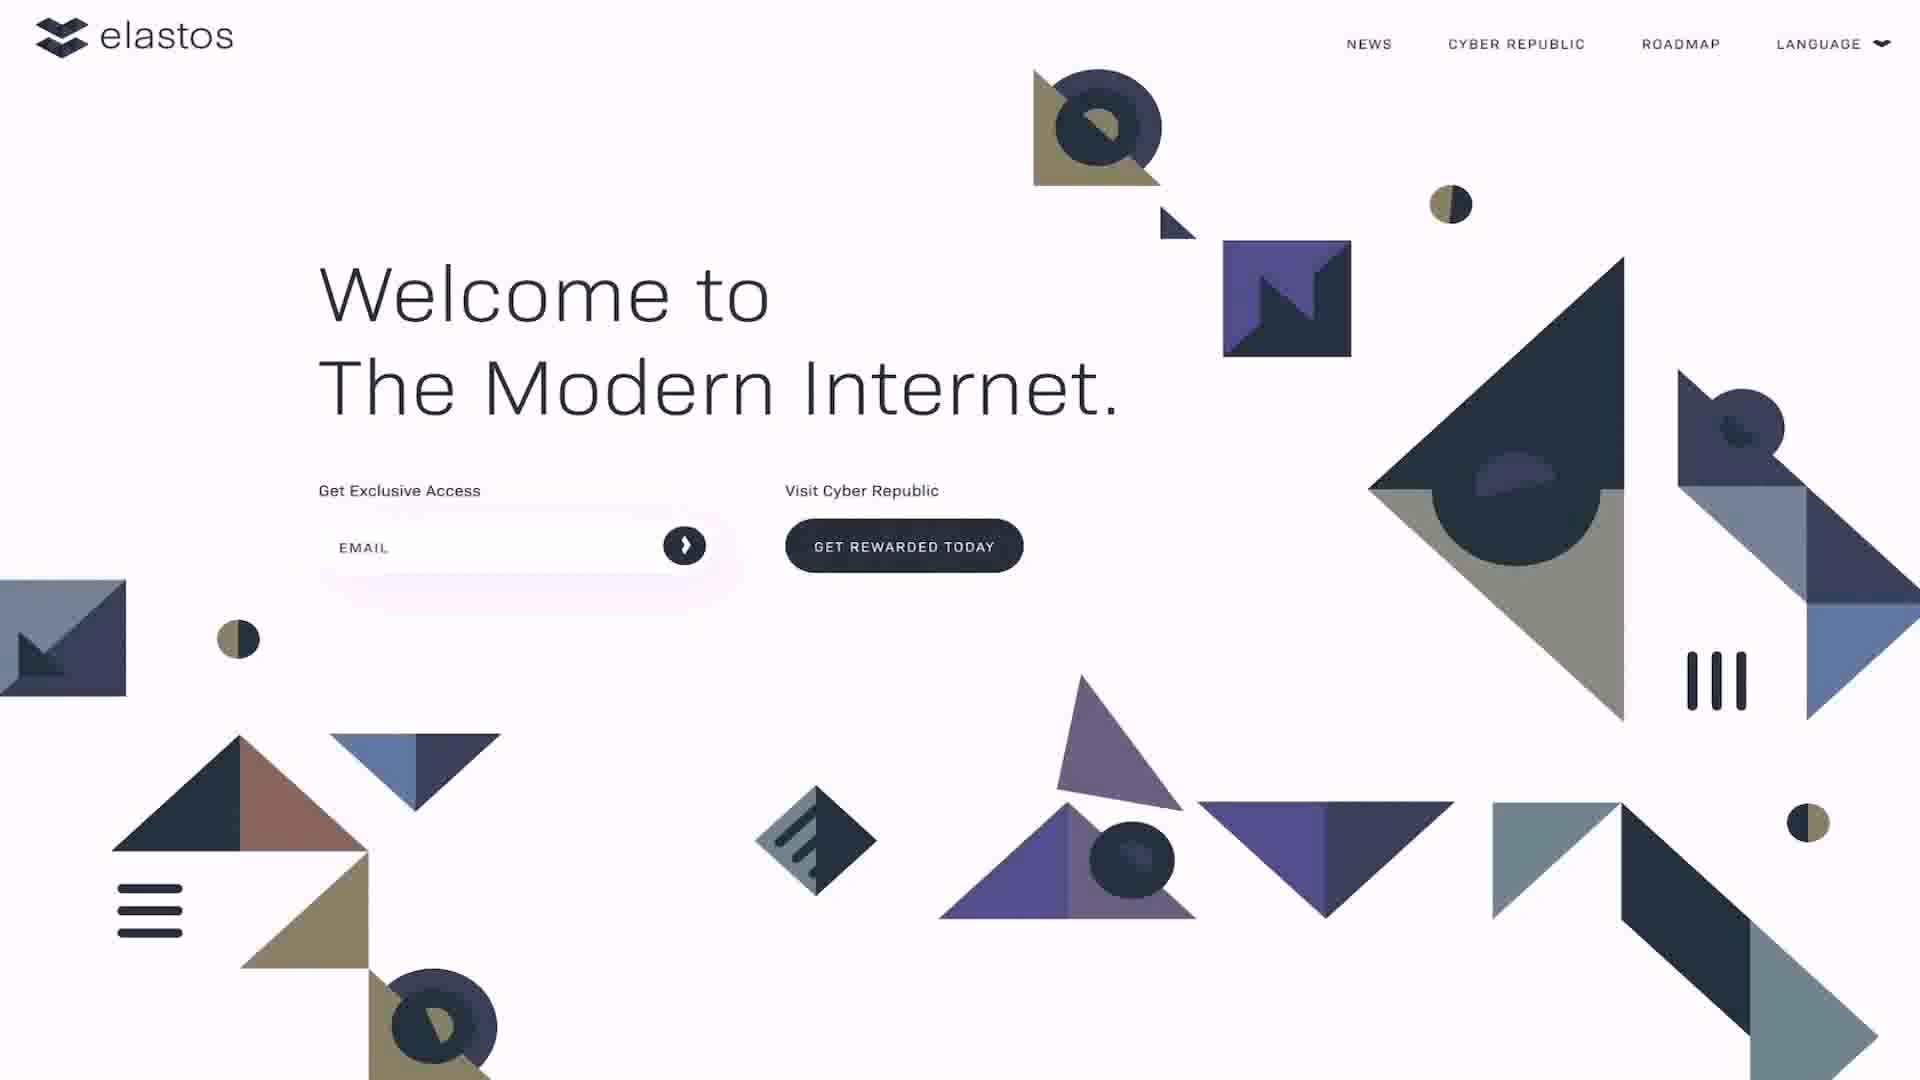 elastos
NEWS
CYBER REPUBLIC
ROADMAP
LANGUAGE
Welcome to
The Modern Internet.
Get Exclusive Access
EMAIL
Visit Cyber Republic
GET REWARDED TODAY